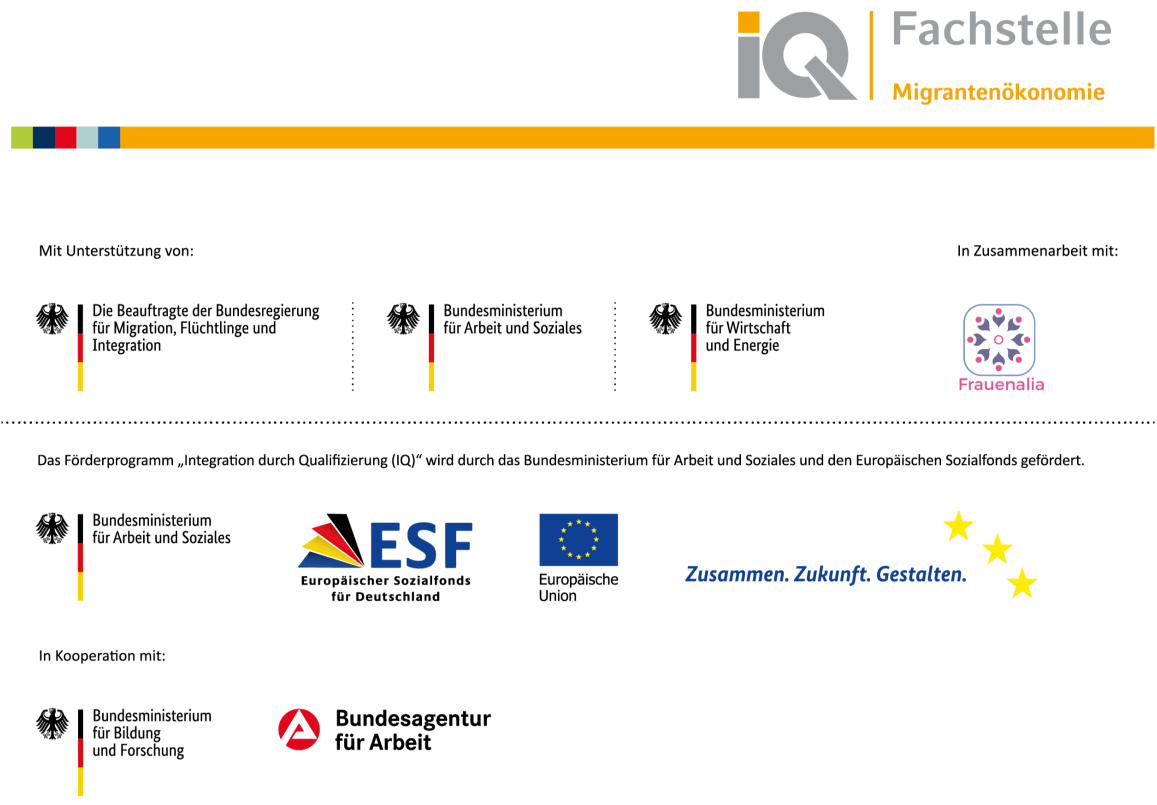 iQ
Fachstelle
Migrantenökonomie
Mit Unterstützung von:
In Zusammenarbeit mit:
Die Beauftragte der Bundesregierung
für Migration, Flüchtlinge und
Integration
Bundesministerium
für Arbeit und Soziales
Bundesministerium
für Wirtschaft
und Energie
Frauenalia
Das Förderprogramm „Integration durch Qualifizierung (IQ)“ wird durch das Bundesministerium für Arbeit und Soziales und den Europäischen Sozialfonds gefördert.
Bundesministerium
für Arbeit und Soziales
ESF
Europäischer Sozialfonds
für Deutschland
Europäische
Union
Zusammen. Zukunft. Gestalten.
In Kooperation mit:
Bundesministerium
für Bildung
und Forschung
Bundesagentur
für Arbeit